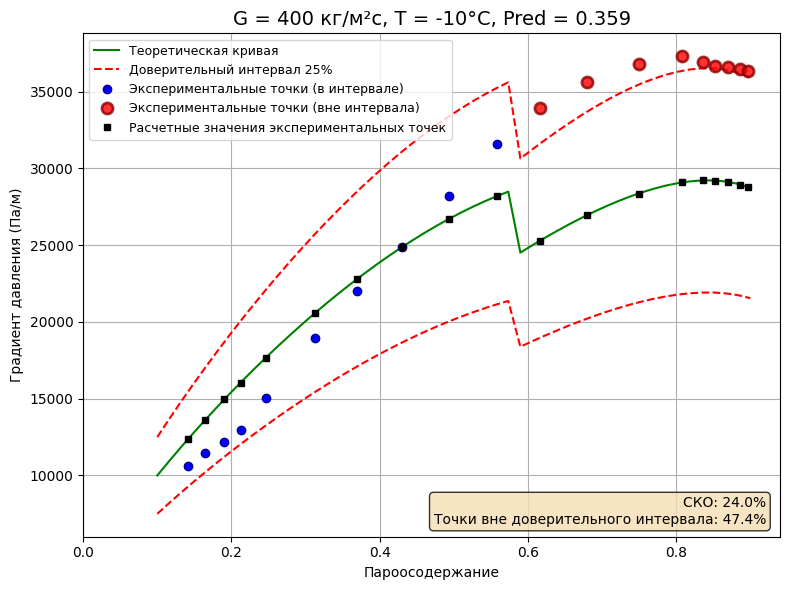 G = 400 кг/м²с, T = -10°C, Pred = 0.359
Теоретическая кривая
Доверительный интервал 25%
Экспериментальные точки (в интервале)
Экспериментальные точки (вне интервала)
Расчетные значения экспериментальных точек
Градиент давления (Па/м)
35000
30000
25000
20000
15000
10000
СКО: 24.0%
Точки вне доверительного интервала: 47.4%
0.0 0.2 0.4 0.6 0.8
Пароосодержание